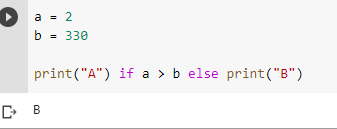 a = 2
b = 330
print("A") if a > b else print("B")
B